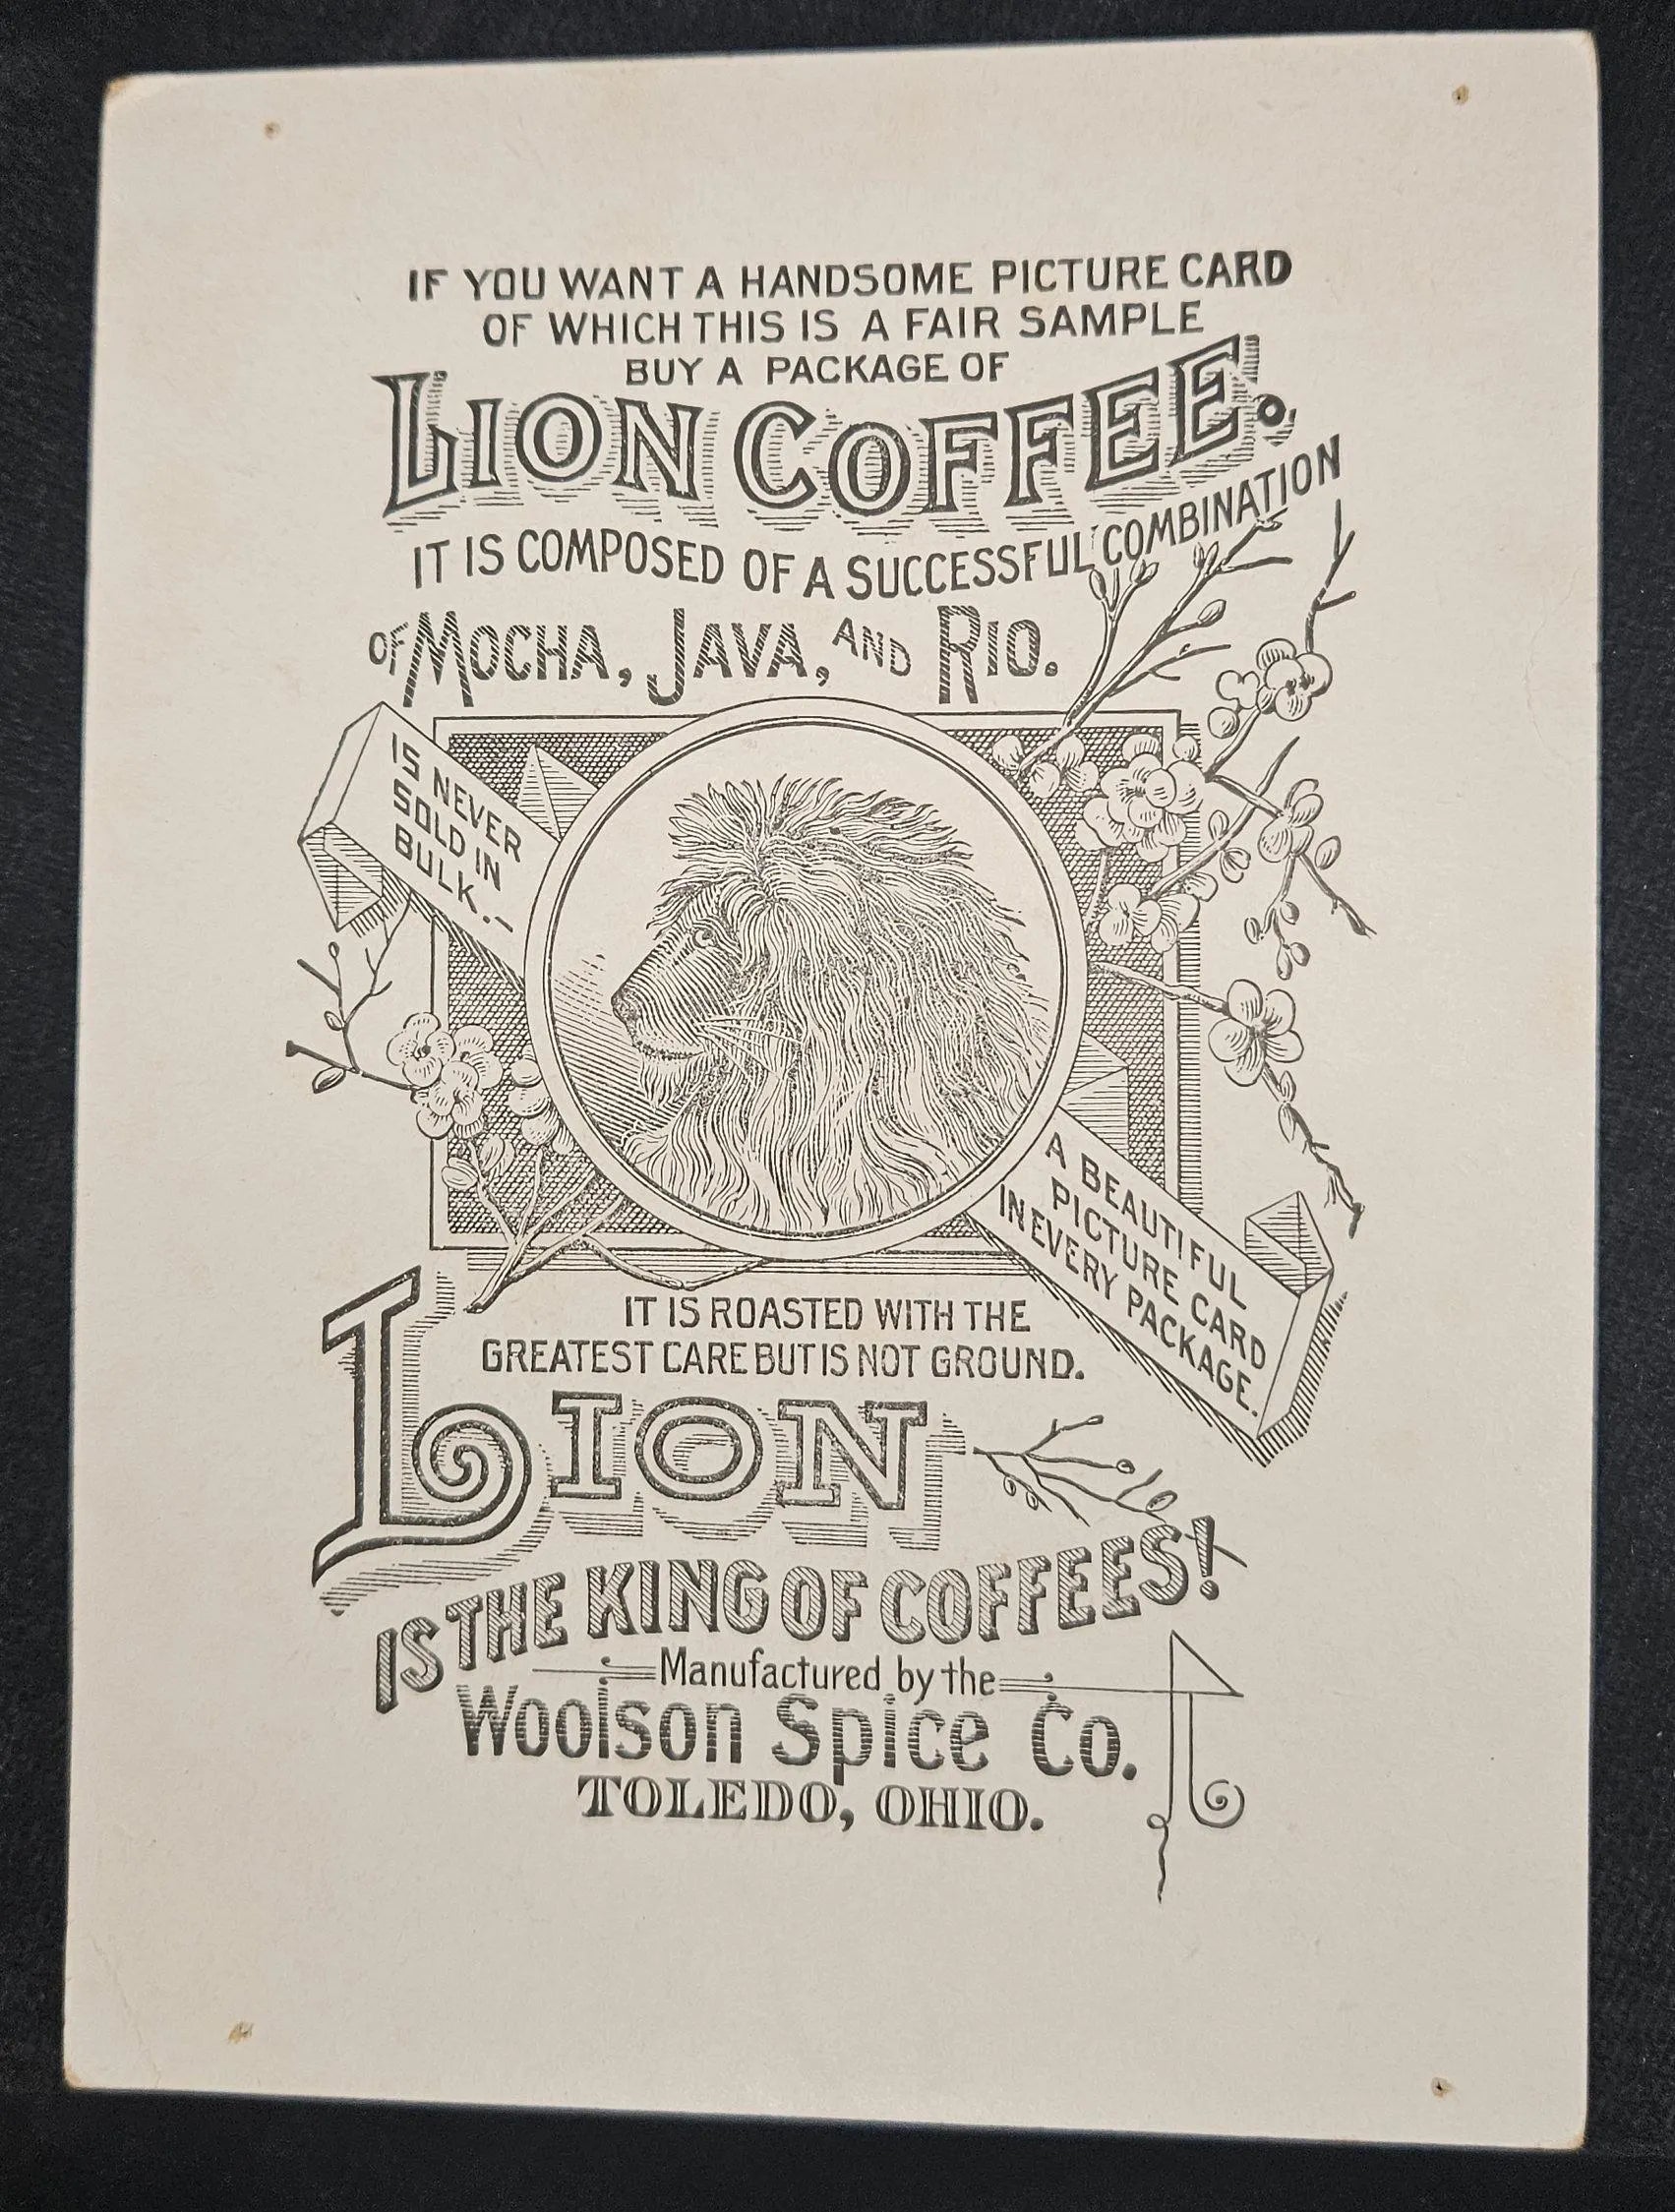 IF YOU WANT A HANDSOME PICTURE CARD
OF WHICH THIS IS A FAIR SAMPLE
BUY A PACKAGE OF
LION COFFEE.
IT IS COMPOSED OF A SUCCESSFUL COMBINATION
OF MOCHA, JAVA, AND RIO.
IS NEVER
SOLD IN
BULK.-
A BEAUTIFUL
PICTURE CARD
IN EVERY PACKAGE.
IT IS ROASTED WITH THE
GREATEST CARE BUT IS NOT GROUND.
LION
IS THE KING OF COFFEES!
Manufactured by the
Woolson Spice Co.
TOLEDO, OHIO.